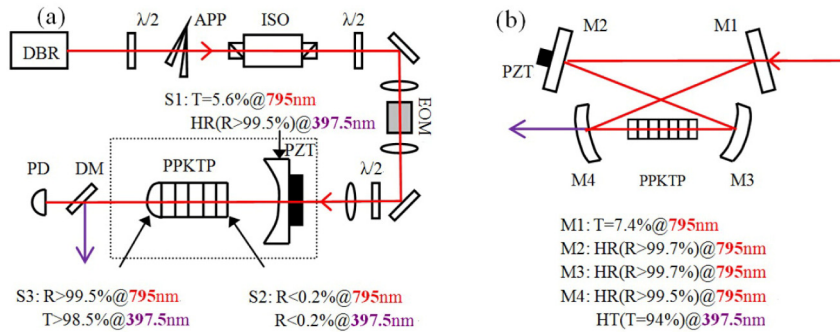 (a)
λ/2
APP
ISO
λ/2
DBR
S1: T=5.6%@795nm
HR(R>99.5%)@397.5nm
EOM
PZT
PD
DM
PPKTP
λ/2
S3: R>99.5%@795nm
T>98.5%@397.5nm
S2: R<0.2%@795nm
R<0.2%@397.5nm
(b)
M2
M1
PZT
M4
PPKTP
M3
M1: T=7.4%@795nm
M2: HR(R>99.7%)@795nm
M3: HR(R>99.7%)@795nm
M4: HR(R>99.5%)@795nm
HT(T=94%)@397.5nm